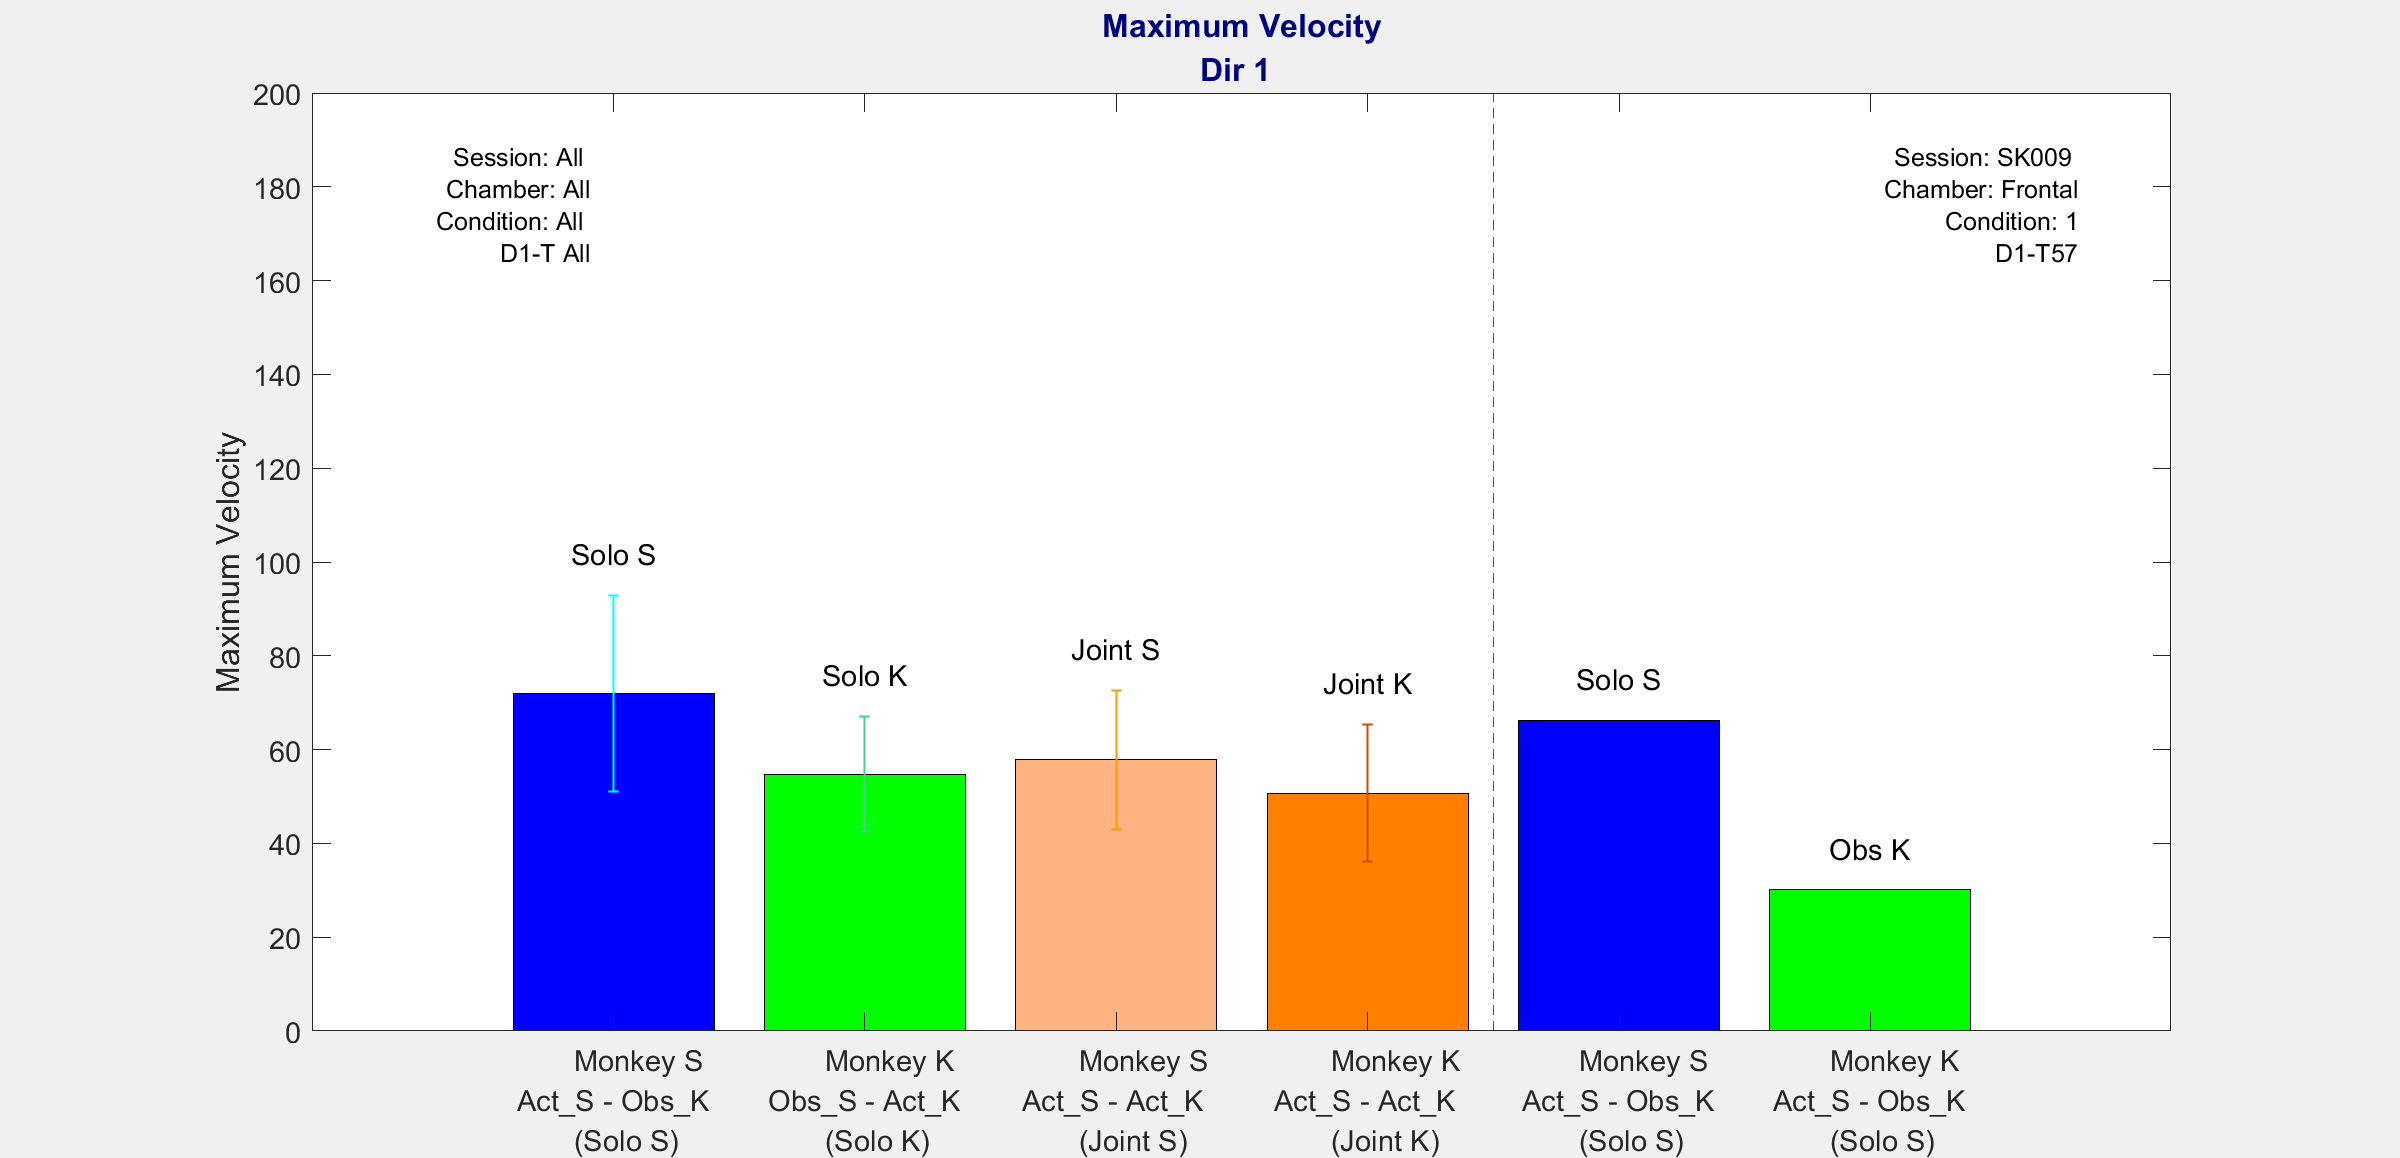 Maximum Velocity
Dir 1
Session: All
Chamber: All
Condition: All
D1-T All
Session: SK009
Chamber: Frontal
Condition: 1
D1-T57
Maximum Velocity
200
180
160
140
120
100
80
60
40
20
0
Solo S
Solo K
Joint S
Joint K
Solo S
Obs K
Monkey S
Act_S - Obs_K
(Solo S)
Monkey K
Obs_S - Act_K
(Solo K)
Monkey S
Act_S - Act_K
(Joint S)
Monkey K
Act_S - Act_K
(Joint K)
Monkey S
Act_S - Obs_K
(Solo S)
Monkey K
Act_S - Obs_K
(Solo S)